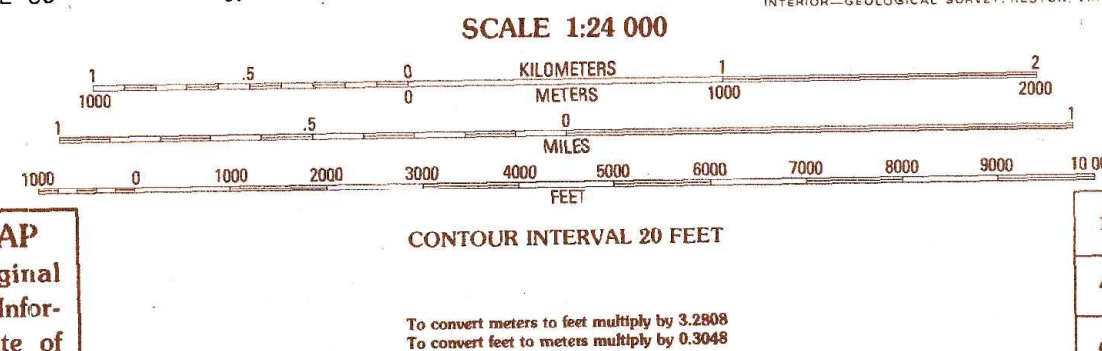 INTERIOR—GEOLOGICAL SURVEY, RESTON,
SCALE 1:24 000
1 .5 0 KILOMETERS 1 2
1000 0 METERS 1000 2000
1 .5 0 1
MILES
1000 0 1000 2000 3000 4000 5000 6000 7000 8000 9000 10 00
FEET
CONTOUR INTERVAL 20 FEET
To convert meters to feet multiply by 3.2808
To convert feet to meters multiply by 0.3048
AP
ginal
Infor-
te of